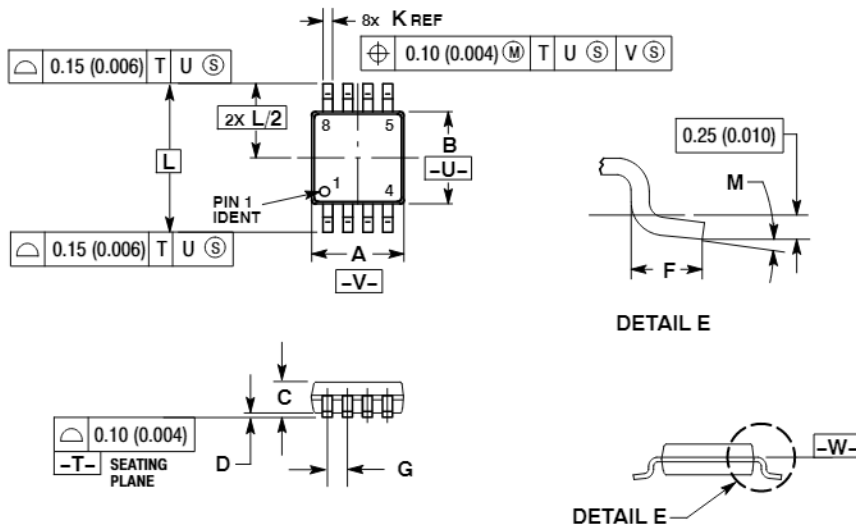 8x K REF
⌖ 0.10 (0.004) Ⓜ T U Ⓢ V Ⓢ
⌓ 0.15 (0.006) T U Ⓢ
2X L/2
8 5
B
-U-
L
PIN 1
IDENT
1 4
⌓ 0.15 (0.006) T U Ⓢ
A
-V-
0.25 (0.010)
M
F
DETAIL E
C
⌓ 0.10 (0.004)
-T- SEATING
PLANE
D
G
-W-
DETAIL E